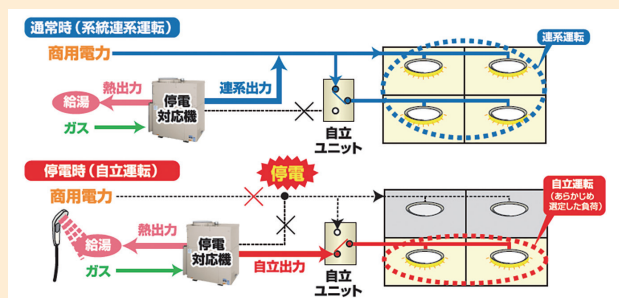 通常時（系統連系運転）
商用電力
連系運転
熱出力
給湯
停電
対応機
連系出力
ガス
自立
ユニット
停電時（自立運転）
停電
商用電力
自立運転
（あらかじめ
選定した負荷）
熱出力
給湯
停電
対応機
ガス
自立出力
自立
ユニット